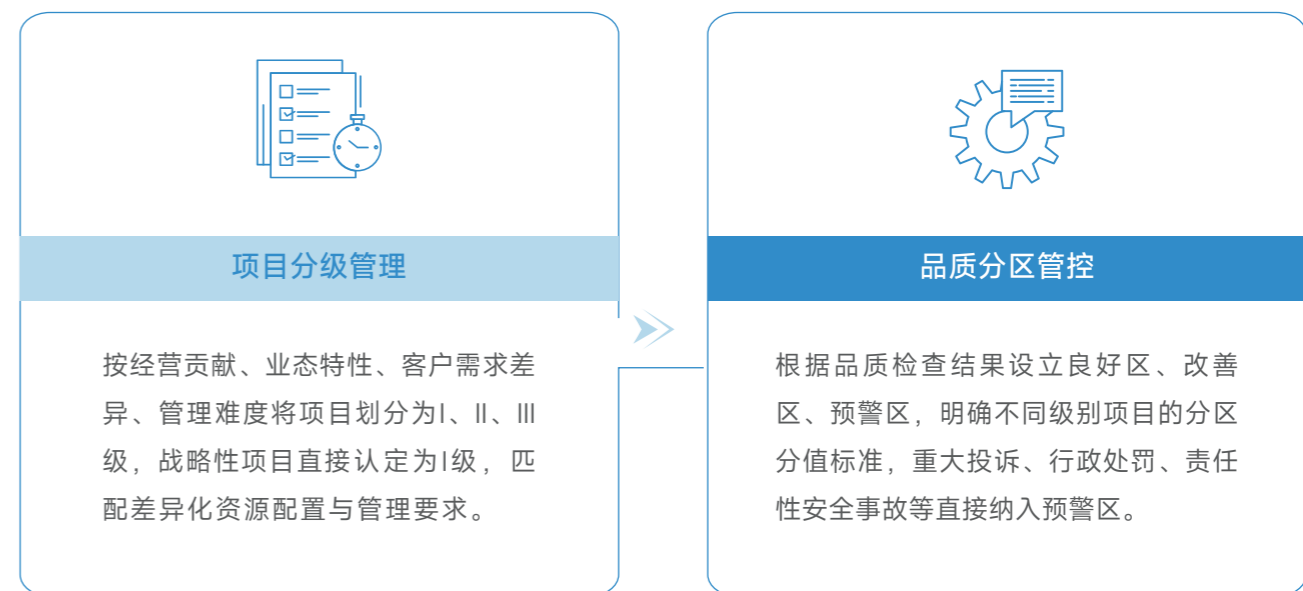 项目分级管理
按经营贡献、业态特性、客户需求差
异、管理难度将项目划分为I、II、III
级，战略性项目直接认定为I级，匹
配差异化资源配置与管理要求。
品质分区管控
根据品质检查结果设立良好区、改善
区、预警区，明确不同级别项目的分区
分值标准，重大投诉、行政处罚、责任
性安全事故等直接纳入预警区。